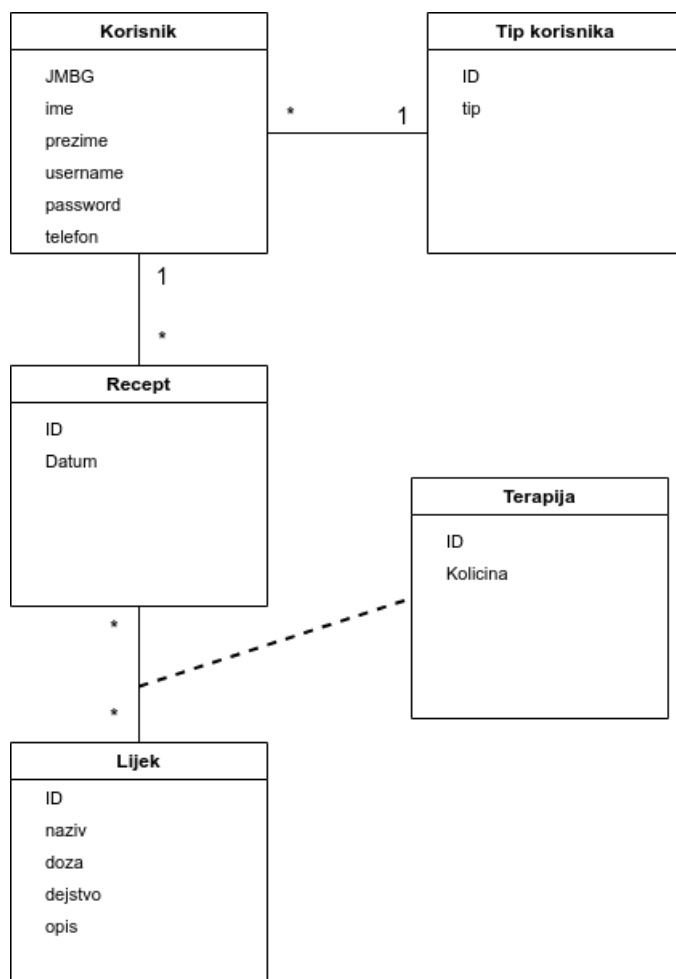 Korisnik
JMBG
ime
prezime
username
password
telefon
*
1
Tip korisnika
ID
tip
1
*
Recept
ID
Datum
*
*
Terapija
ID
Kolicina
Lijek
ID
naziv
doza
dejstvo
opis